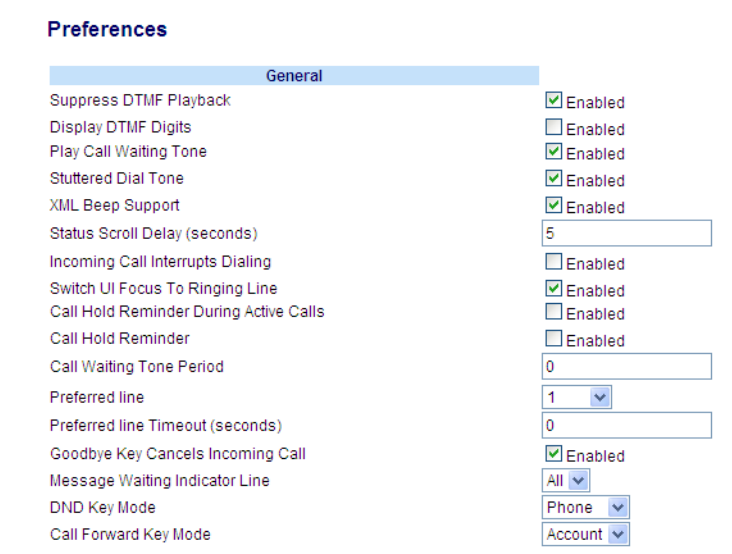 Preferences
General
Suppress DTMF Playback Enabled
Display DTMF Digits Enabled
Play Call Waiting Tone Enabled
Stuttered Dial Tone Enabled
XML Beep Support Enabled
Status Scroll Delay (seconds) 5
Incoming Call Interrupts Dialing Enabled
Switch UI Focus To Ringing Line Enabled
Call Hold Reminder During Active Calls Enabled
Call Hold Reminder Enabled
Call Waiting Tone Period 0
Preferred line 1
Preferred line Timeout (seconds) 0
Goodbye Key Cancels Incoming Call Enabled
Message Waiting Indicator Line All
DND Key Mode Phone
Call Forward Key Mode Account